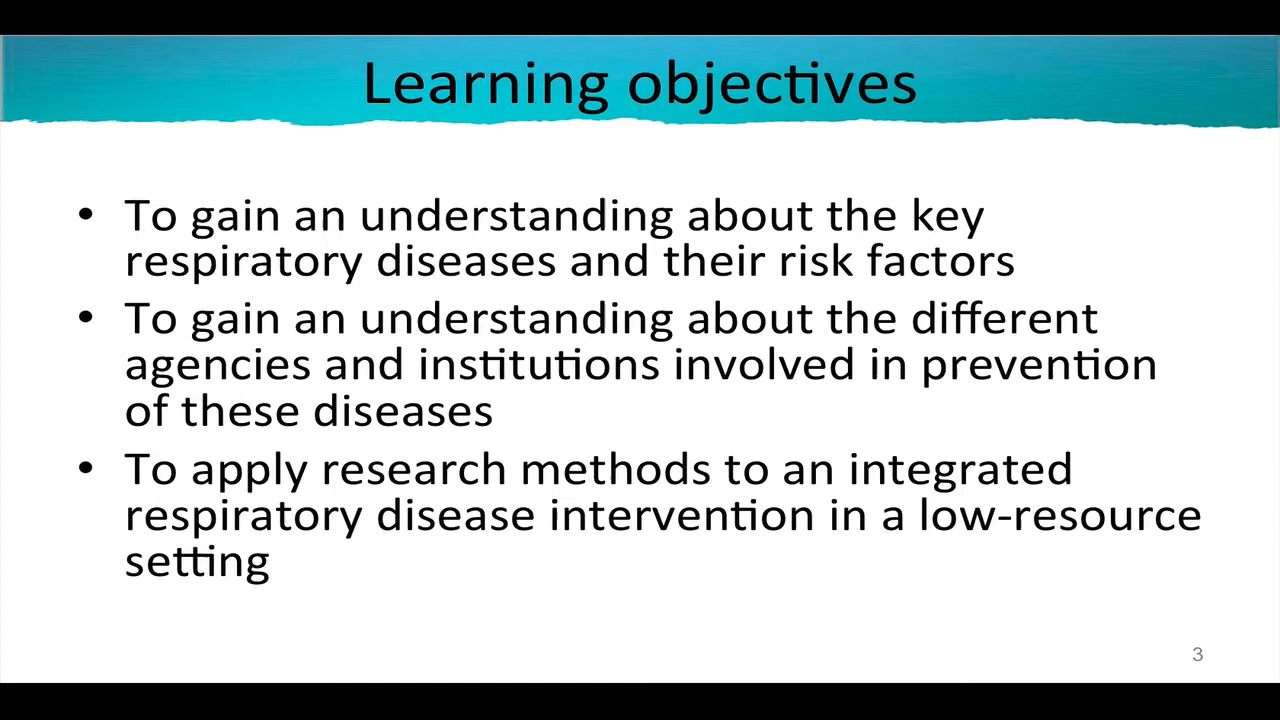 Learning objectives
• To gain an understanding about the key
respiratory diseases and their risk factors
• To gain an understanding about the different
agencies and institutions involved in prevention
of these diseases
• To apply research methods to an integrated
respiratory disease intervention in a low-resource
setting
3